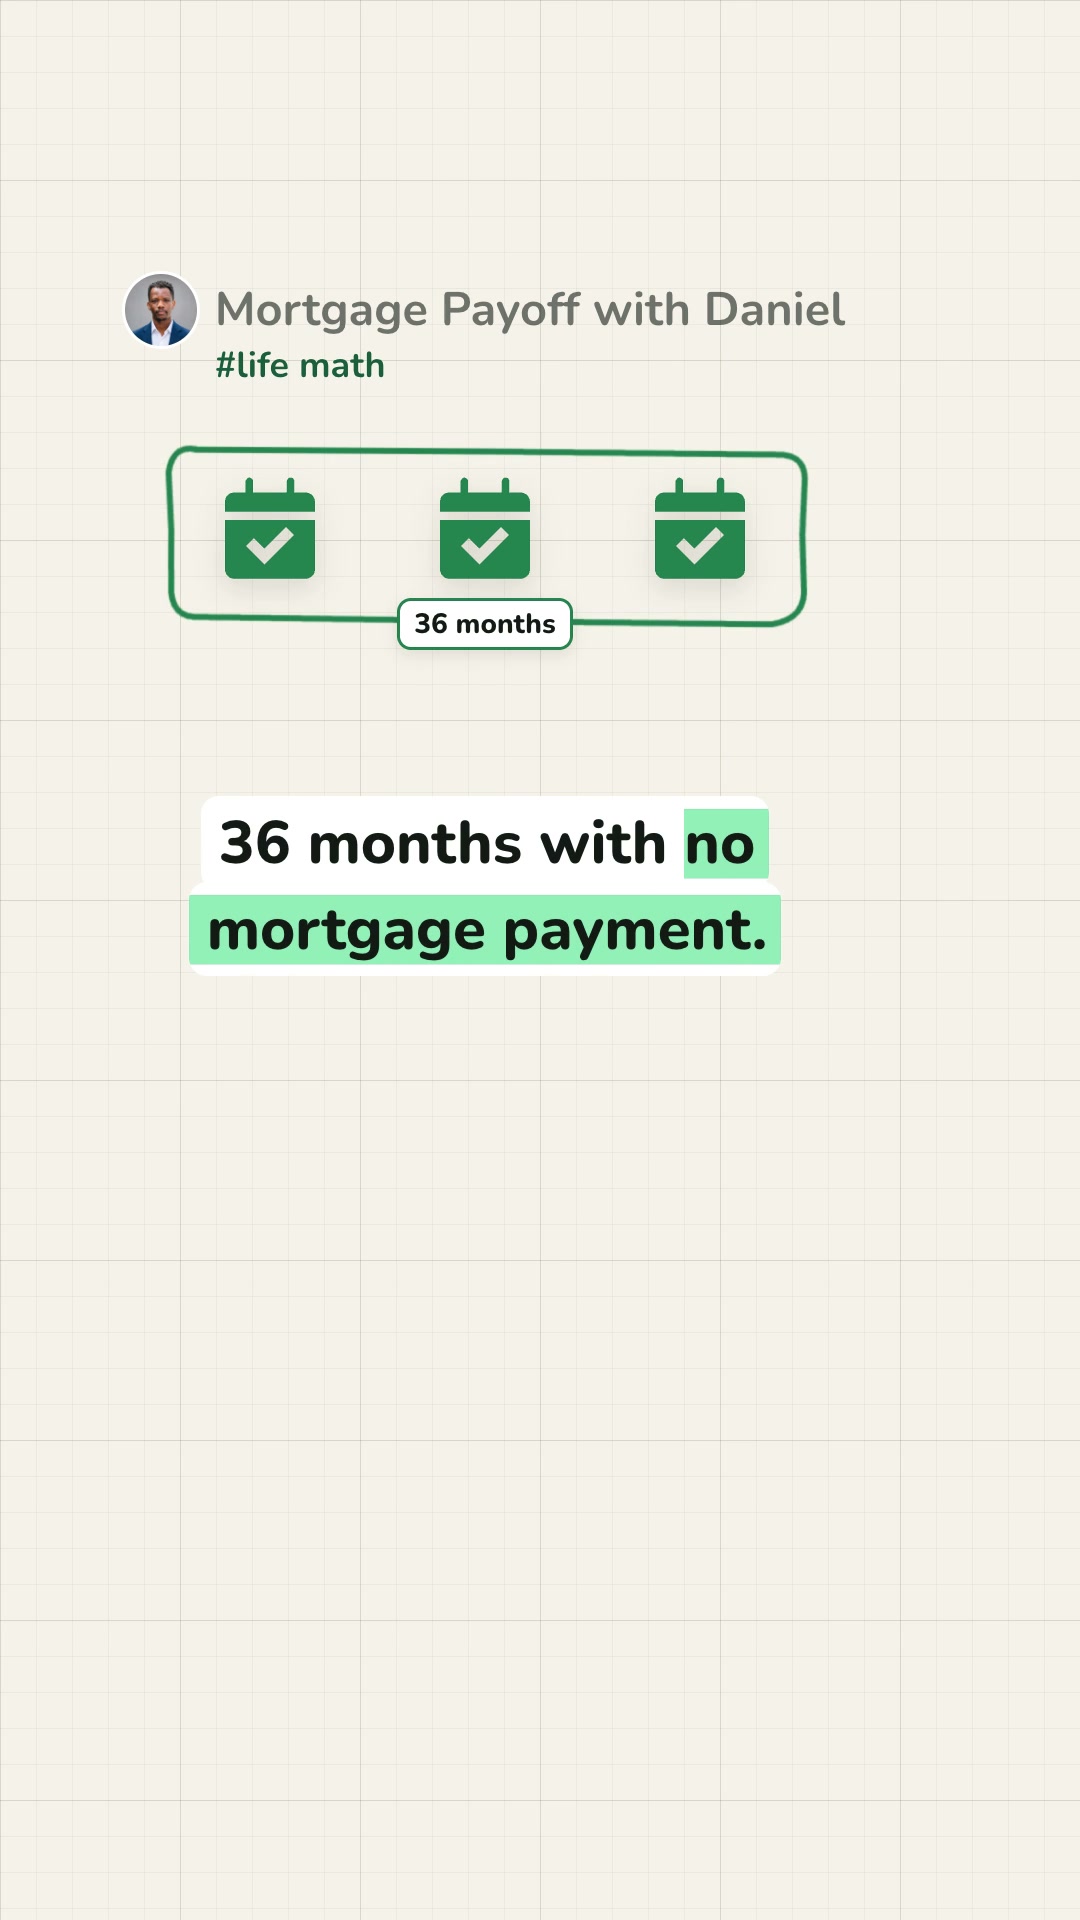 Mortgage Payoff with Daniel
#life math
36 months
36 months with no
mortgage payment.